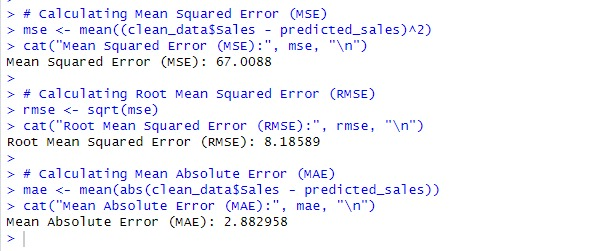 > # Calculating Mean Squared Error (MSE)
> mse <- mean((clean_data$Sales - predicted_sales)^2)
> cat("Mean Squared Error (MSE):", mse, "\n")
Mean Squared Error (MSE): 67.0088
>
> # Calculating Root Mean Squared Error (RMSE)
> rmse <- sqrt(mse)
> cat("Root Mean Squared Error (RMSE):", rmse, "\n")
Root Mean Squared Error (RMSE): 8.18589
>
> # Calculating Mean Absolute Error (MAE)
> mae <- mean(abs(clean_data$Sales - predicted_sales))
> cat("Mean Absolute Error (MAE):", mae, "\n")
Mean Absolute Error (MAE): 2.882958
>